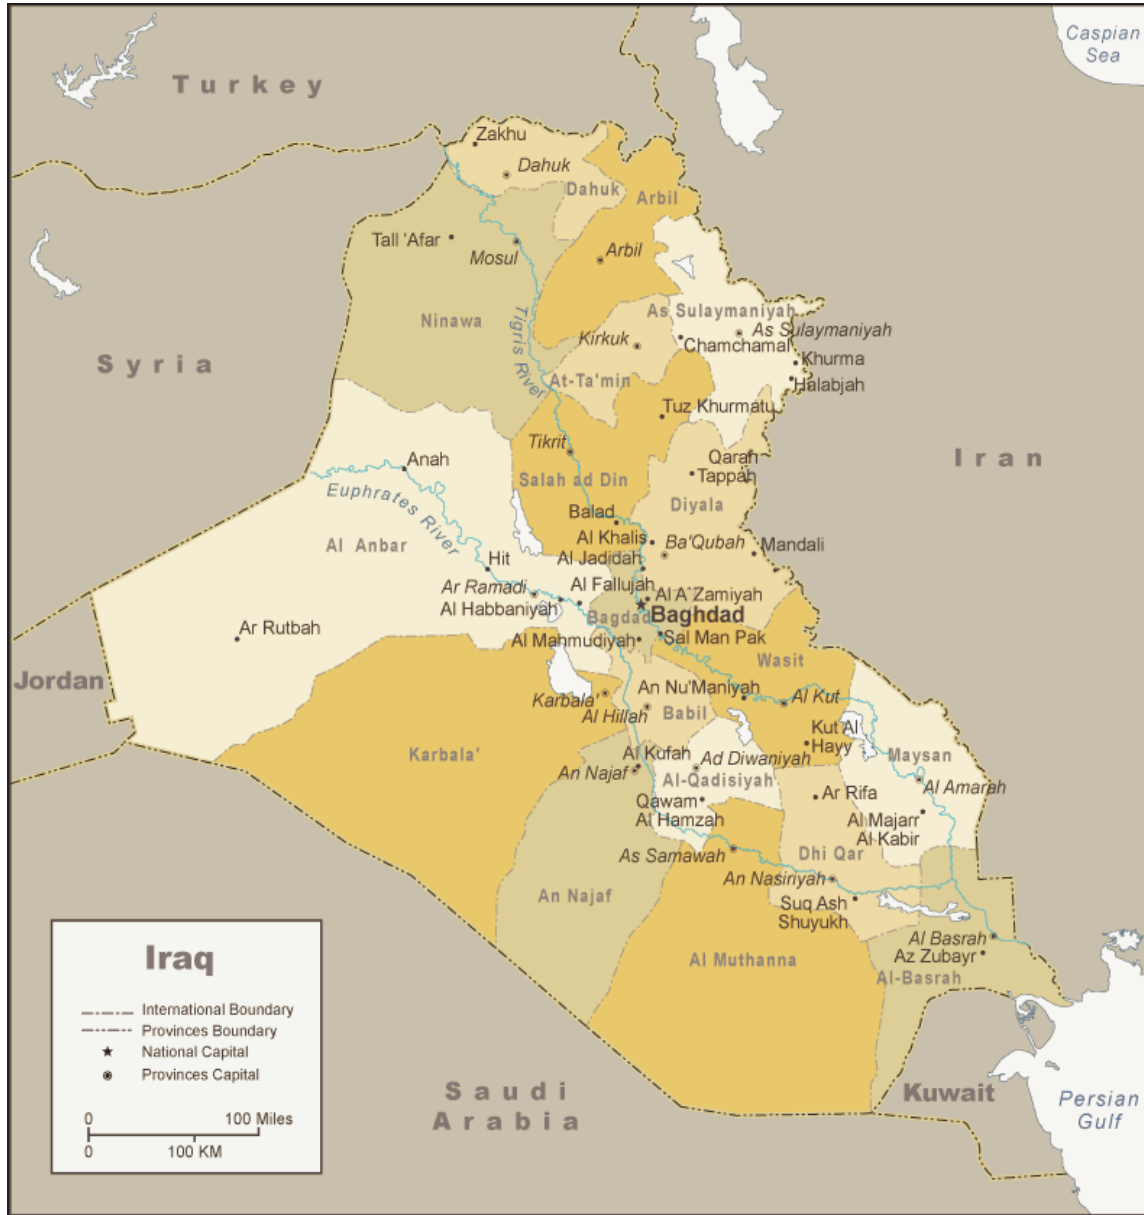 Caspian
Sea
Turkey
Zakhu
Dahuk
Dahuk
Arbil
Tall 'Afar
Mosul
Arbil
Ninawa
Tigris River
As Sulaymaniyah
As Sulaymaniyah
Kirkuk
Chamchamal
Khurma
Halabjah
Syria
At-Ta'min
Tuz Khurmatu
Iran
Tikrit
Anah
Qarah
Tappah
Euphrates River
Salah ad Din
Diyala
Balad
Al Anbar
Al Khalis
Ba'Qubah
Mandali
Hit
Al Jadidah
Ar Ramadi
Al Fallujah
Al Habbaniyah
Al A`Zamiyah
Bagdad
Baghdad
Ar Rutbah
Al Mahmudiyah
Sal Man Pak
Wasit
Jordan
An Nu'Maniyah
Karbala'
Al Kut
Al Hillah
Babil
Kut Al
Hayy
Karbala'
Al Kufah
Ad Diwaniyah
Maysan
An Najaf
Al-Qadisiyah
Al Amarah
Qawam
Al Hamzah
Ar Rifa
Al Majarr
Al Kabir
As Samawah
Dhi Qar
An Nasiriyah
An Najaf
Suq Ash
Shuyukh
Al Basrah
Az Zubayr
Al Muthanna
Al-Basrah
Iraq
International Boundary
Provinces Boundary
National Capital
Provinces Capital
0 100 Miles
0 100 KM
Saudi
Arabia
Kuwait
Persian
Gulf